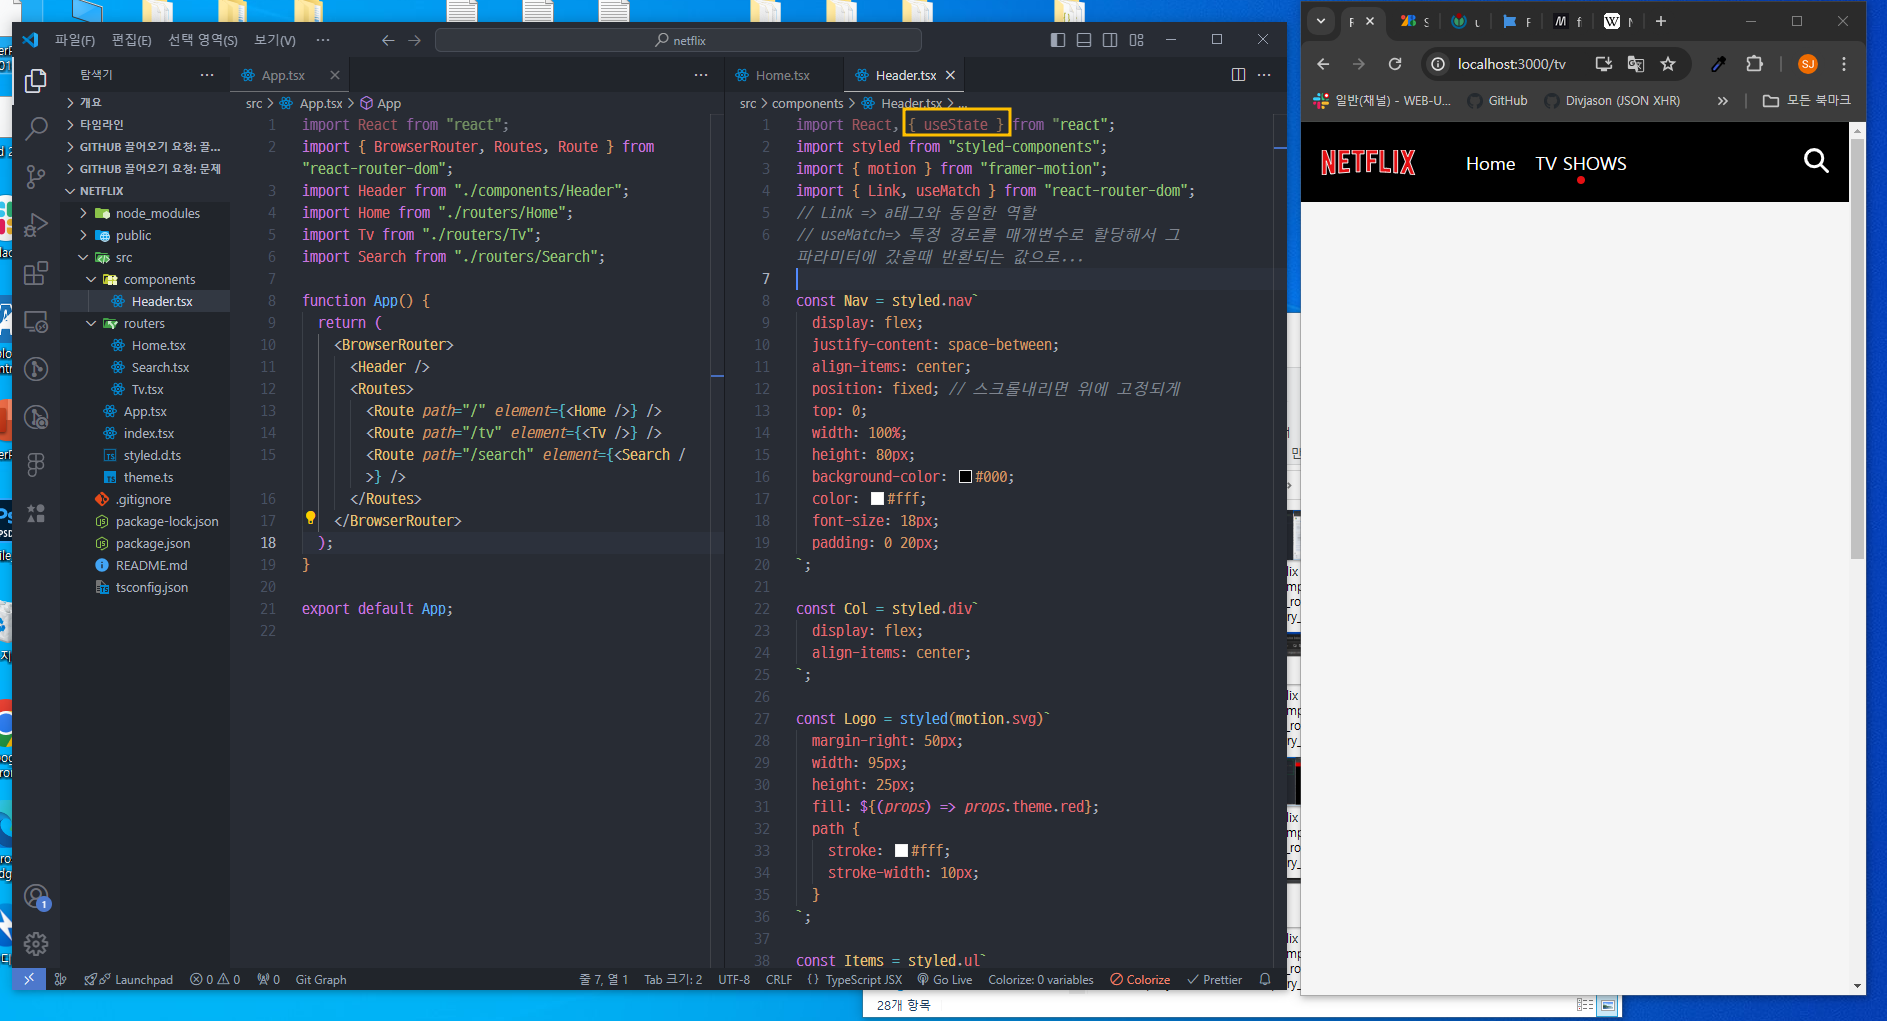 파일(F) 편집(E) 선택 영역(S) 보기(V) ···
netflix
탐색기
개요
타임라인
GITHUB 끌어오기 요청: 끌...
GITHUB 끌어오기 요청: 문제
NETFLIX
node_modules
public
src
components
Header.tsx
routers
Home.tsx
Search.tsx
Tv.tsx
App.tsx
index.tsx
styled.d.ts
theme.ts
.gitignore
package-lock.json
package.json
README.md
tsconfig.json
App.tsx
src > App.tsx > App
1 import React from "react";
2 import { BrowserRouter, Routes, Route } from
"react-router-dom";
3 import Header from "./components/Header";
4 import Home from "./routers/Home";
5 import Tv from "./routers/Tv";
6 import Search from "./routers/Search";
7
8 function App() {
9 return (
10 <BrowserRouter>
11 <Header />
12 <Routes>
13 <Route path="/" element={<Home />} />
14 <Route path="/tv" element={<Tv />} />
15 <Route path="/search" element={<Search /
>} />
16 </Routes>
17 </BrowserRouter>
18 );
19 }
20
21 export default App;
22
Home.tsx Header.tsx
src > components > Header.tsx > ...
1 import React, { useState } from "react";
2 import styled from "styled-components";
3 import { motion } from "framer-motion";
4 import { Link, useMatch } from "react-router-dom";
5 // Link => a태그와 동일한 역할
6 // useMatch=> 특정 경로를 매개변수로 할당해서 그
파라미터에 갔을때 반환되는 값으로...
7
8 const Nav = styled.nav`
9 display: flex;
10 justify-content: space-between;
11 align-items: center;
12 position: fixed; // 스크롤내리면 위에 고정되게
13 top: 0;
14 width: 100%;
15 height: 80px;
16 background-color: #000;
17 color: #fff;
18 font-size: 18px;
19 padding: 0 20px;
20 `;
21
22 const Col = styled.div`
23 display: flex;
24 align-items: center;
25 `;
26
27 const Logo = styled(motion.svg)`
28 margin-right: 50px;
29 width: 95px;
30 height: 25px;
31 fill: ${(props) => props.theme.red};
32 path {
33 stroke: #fff;
34 stroke-width: 10px;
35 }
36 `;
37
38 const Items = styled.ul`
1
Launchpad 0 0 0 Git Graph 줄 7, 열 1 Tab 크기: 2 UTF-8 CRLF {} TypeScript JSX Go Live Colorize: 0 variables Colorize Prettier
localhost:3000/tv
SJ
일반(채널) - WEB-U... GitHub Divjason (JSON XHR) » 모든 북마크
NETFLIX Home TV SHOWS
28개 항목